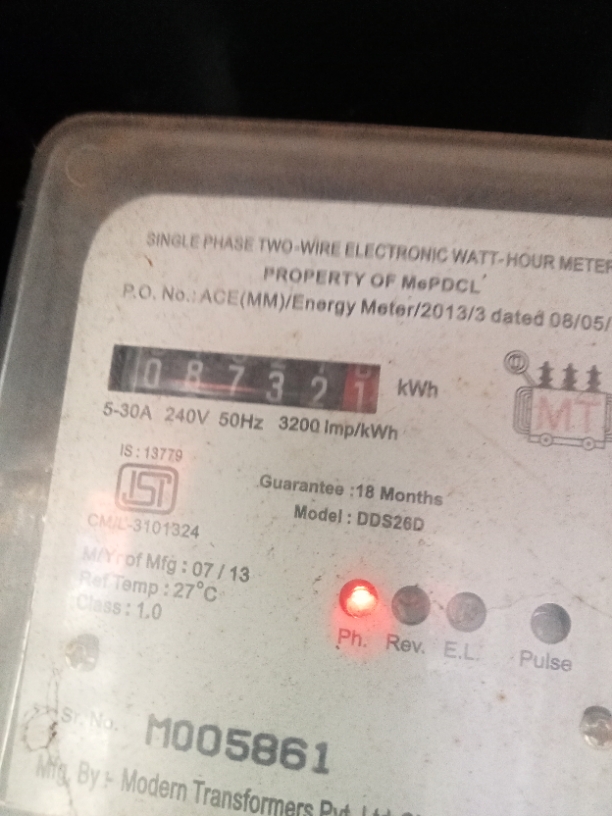 SINGLE PHASE TWO-WIRE ELECTRONIC WATT-HOUR METER
PROPERTY OF MePDCL
P.O. No.: ACE(MM)/Energy Meter/2013/3 dated 08/05/
087321 kWh
MT
5-30A 240V 50Hz 3200 Imp/kWh
IS : 13779
ISI
CM/L-3101324
Guarantee : 18 Months
Model : DDS26D
M/Yr of Mfg : 07 / 13
Ref Temp : 27°C
Class : 1.0
Ph. Rev. E.L. Pulse
Sr. No. M005861
Mfg. By :- Modern Transformers Pvt. Ltd